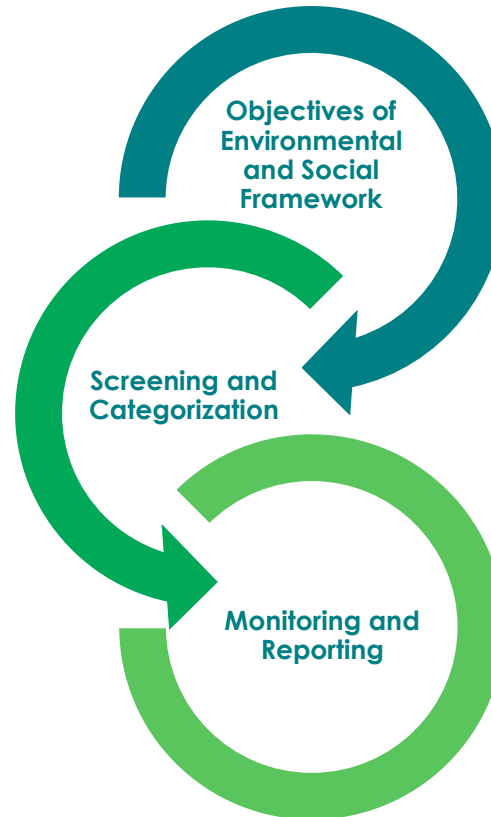 Objectives of
Environmental
and Social
Framework
Screening and
Categorization
Monitoring and
Reporting